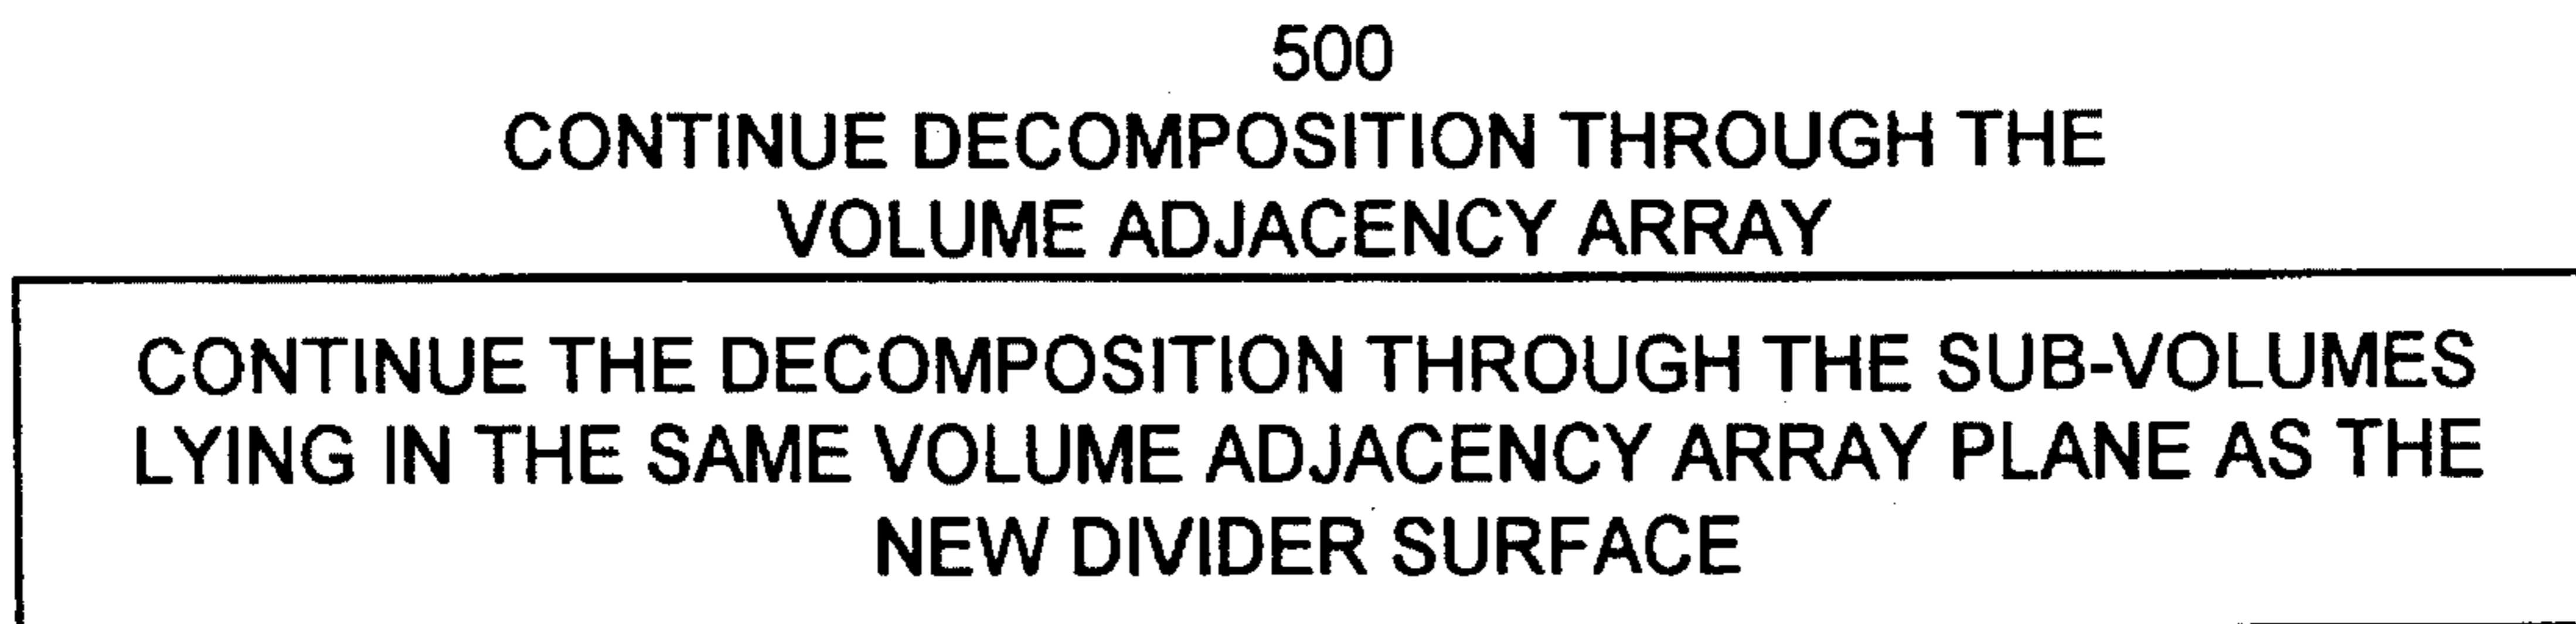 500
CONTINUE DECOMPOSITION THROUGH THE
VOLUME ADJACENCY ARRAY
CONTINUE THE DECOMPOSITION THROUGH THE SUB-VOLUMES
LYING IN THE SAME VOLUME ADJACENCY ARRAY PLANE AS THE
NEW DIVIDER SURFACE